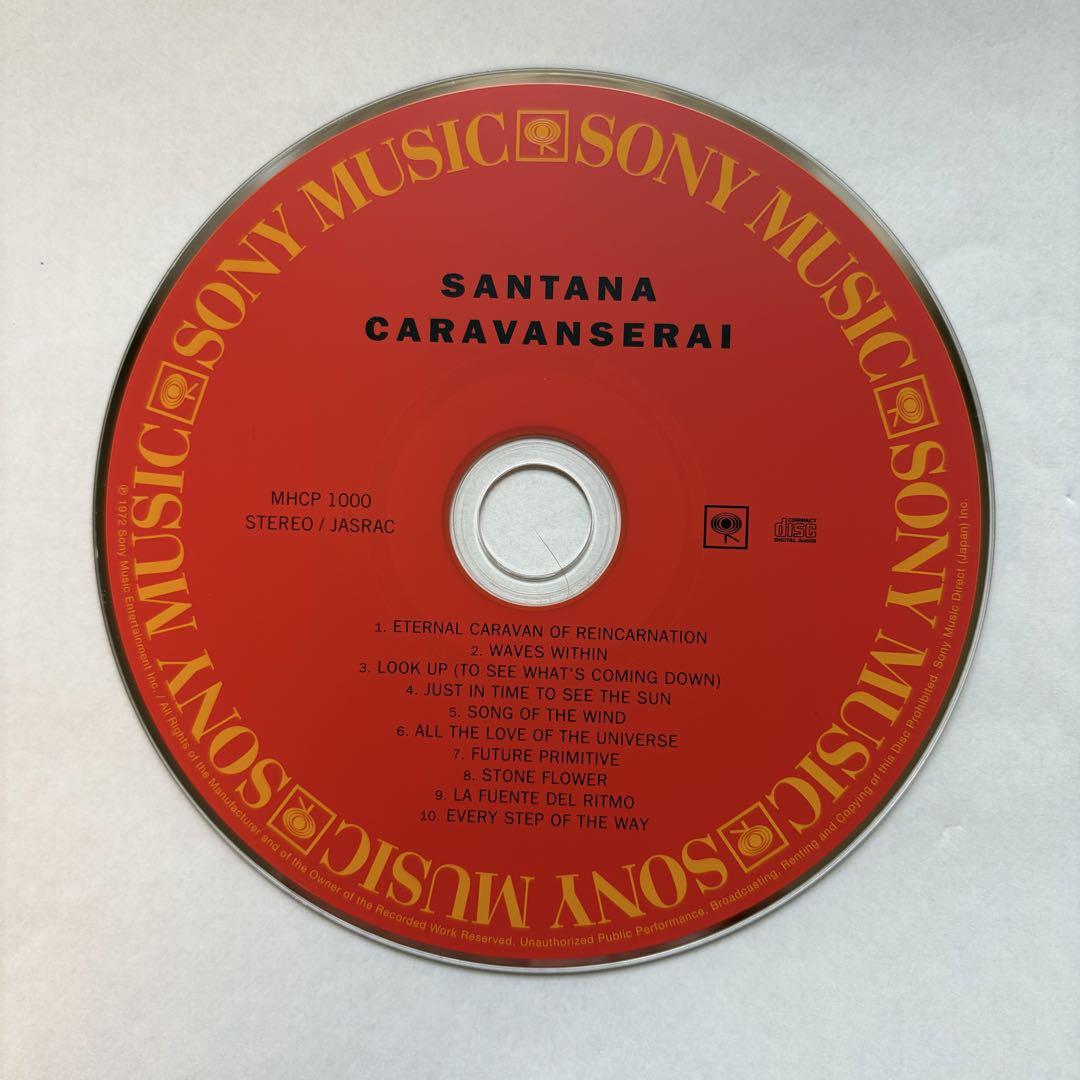 SONY MUSIC SONY MUSIC SONY MUSIC SONY MUSIC SONY MUSIC
SANTANA
CARAVANSERAI
MHCP 1000
STEREO / JASRAC
COMPACT
disc
DIGITAL AUDIO
1. ETERNAL CARAVAN OF REINCARNATION
2. WAVES WITHIN
3. LOOK UP (TO SEE WHAT'S COMING DOWN)
4. JUST IN TIME TO SEE THE SUN
5. SONG OF THE WIND
6. ALL THE LOVE OF THE UNIVERSE
7. FUTURE PRIMITIVE
8. STONE FLOWER
9. LA FUENTE DEL RITMO
10. EVERY STEP OF THE WAY
℗ 1972 Sony Music Entertainment Inc. / All Rights of the Manufacturer and of the Owner of the Recorded Work Reserved. Unauthorized Public Performance, Broadcasting, Renting and Copying of this Disc Prohibited. Sony Music Direct (Japan) Inc.